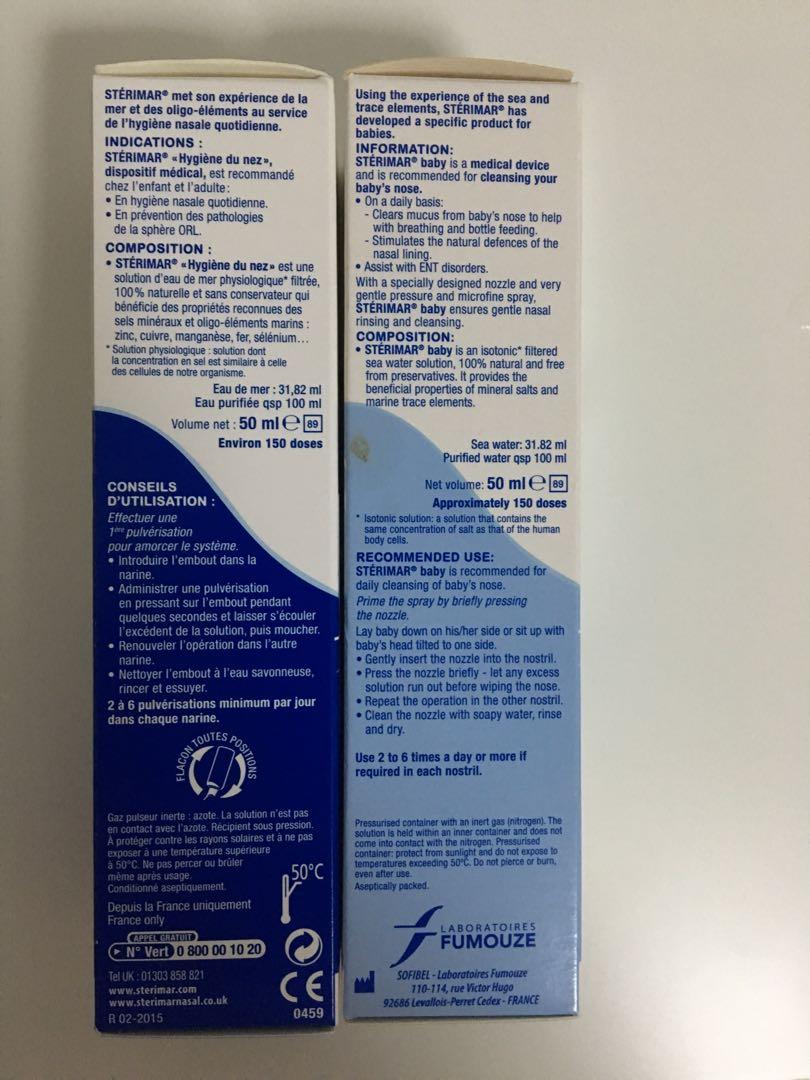 STÉRIMAR® met son expérience de la
mer et des oligo-éléments au service
de l'hygiène nasale quotidienne.
INDICATIONS :
STÉRIMAR® «Hygiène du nez»,
dispositif médical, est recommandé
chez l'enfant et l'adulte:
• En hygiène nasale quotidienne.
• En prévention des pathologies
de la sphère ORL.
COMPOSITION :
• STÉRIMAR® «Hygiène du nez» est une
solution d'eau de mer physiologique* filtrée,
100% naturelle et sans conservateur qui
bénéficie des propriétés reconnues des
sels minéraux et oligo-éléments marins :
zinc, cuivre, manganèse, fer, sélénium...
* Solution physiologique : solution dont
la concentration en sel est similaire à celle
des cellules de notre organisme.
Eau de mer : 31,82 ml
Eau purifiée qsp 100 ml
Volume net : 50 ml e 89
Environ 150 doses
CONSEILS
D'UTILISATION :
Effectuer une
1ère pulvérisation
pour amorcer le système.
• Introduire l'embout dans la
narine.
• Administrer une pulvérisation
en pressant sur l'embout pendant
quelques secondes et laisser s'écouler
l'excédent de la solution, puis moucher.
• Renouveler l'opération dans l'autre
narine.
• Nettoyer l'embout à l'eau savonneuse,
rincer et essuyer.
2 à 6 pulvérisations minimum par jour
dans chaque narine.
FLACON TOUTES POSITIONS
Gaz pulseur inerte : azote. La solution n'est pas
en contact avec l'azote. Récipient sous pression.
À protéger contre les rayons solaires et à ne pas
exposer à une température supérieure
à 50°C. Ne pas percer ou brûler
même après usage.
Conditionné aseptiquement.
50°C
Depuis la France uniquement
France only
APPEL GRATUIT
N° Vert 0 800 00 10 20
Tel UK : 01303 858 821
www.sterimar.com
www.sterimarnasal.co.uk
R 02-2015
CE
0459
Using the experience of the sea and
trace elements, STÉRIMAR® has
developed a specific product for
babies.
INFORMATION:
STÉRIMAR® baby is a medical device
and is recommended for cleansing your
baby's nose.
• On a daily basis:
- Clears mucus from baby's nose to help
with breathing and bottle feeding.
- Stimulates the natural defences of the
nasal lining.
• Assist with ENT disorders.
With a specially designed nozzle and very
gentle pressure and microfine spray,
STÉRIMAR® baby ensures gentle nasal
rinsing and cleansing.
COMPOSITION:
• STÉRIMAR® baby is an isotonic* filtered
sea water solution, 100% natural and free
from preservatives. It provides the
beneficial properties of mineral salts and
marine trace elements.
Sea water: 31.82 ml
Purified water qsp 100 ml
Net volume: 50 ml e 89
Approximately 150 doses
* Isotonic solution: a solution that contains the
same concentration of salt as that of the human
body cells.
RECOMMENDED USE:
STÉRIMAR® baby is recommended for
daily cleansing of baby's nose.
Prime the spray by briefly pressing
the nozzle.
Lay baby down on his/her side or sit up with
baby's head tilted to one side.
• Gently insert the nozzle into the nostril.
• Press the nozzle briefly - let any excess
solution run out before wiping the nose.
• Repeat the operation in the other nostril.
• Clean the nozzle with soapy water, rinse
and dry.
Use 2 to 6 times a day or more if
required in each nostril.
Pressurised container with an inert gas (nitrogen). The
solution is held within an inner container and does not
come into contact with the nitrogen. Pressurised
container: protect from sunlight and do not expose to
temperatures exceeding 50°C. Do not pierce or burn,
even after use.
Aseptically packed.
LABORATOIRES
FUMOUZE
SOFIBEL - Laboratoires Fumouze
110-114, rue Victor Hugo
92686 Levallois-Perret Cedex - FRANCE